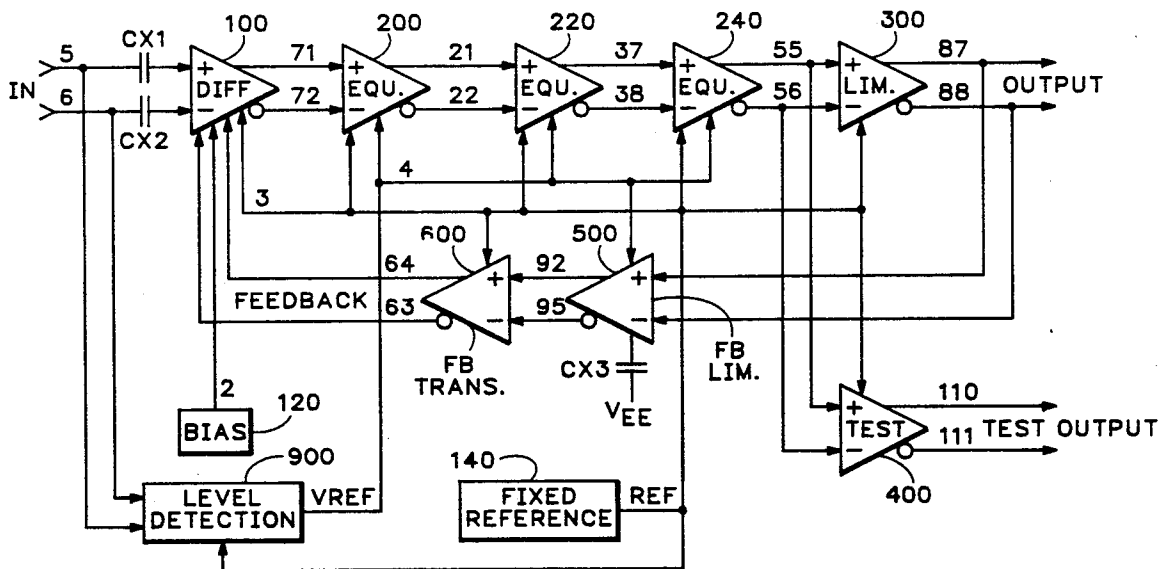 100 200 220 240 300
5 CX1 71 21 37 55 87
+ + + + +
IN DIFF EQU. EQU. EQU. LIM. OUTPUT
6 − 72 − 22 − 38 − 56 − 88
CX2
4
3
600 500
64 + 92 +
FEEDBACK
63 − 95 −
FB TRANS.
CX3
FB LIM.
VEE
2
BIAS 120
+ 110
TEST TEST OUTPUT
− 111
400
900
LEVEL DETECTION VREF
140
FIXED REFERENCE REF